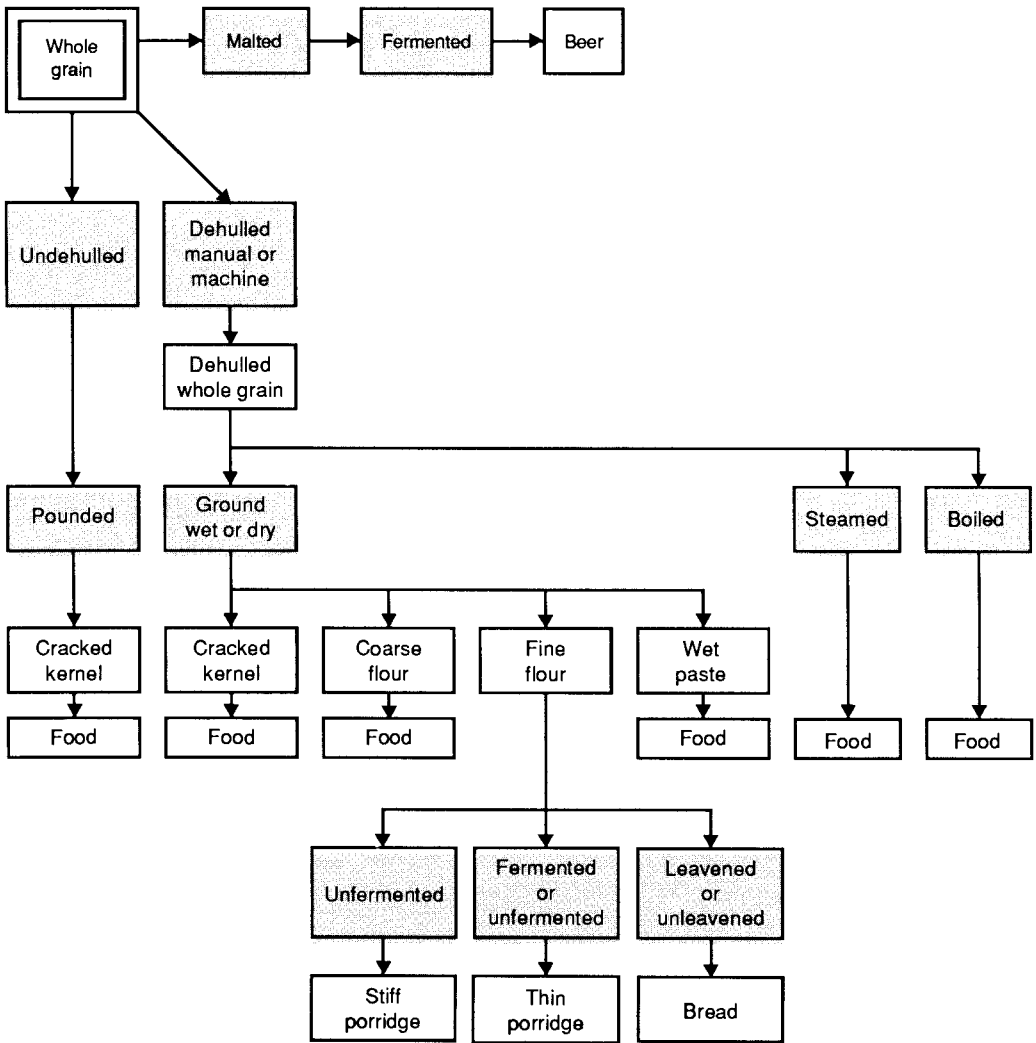 Whole
grain
Malted
Fermented
Beer
Undehulled
Dehulled
manual or
machine
Dehulled
whole grain
Pounded
Ground
wet or dry
Steamed
Boiled
Cracked
kernel
Cracked
kernel
Coarse
flour
Fine
flour
Wet
paste
Food
Food
Food
Food
Food
Food
Unfermented
Fermented
or
unfermented
Leavened
or
unleavened
Stiff
porridge
Thin
porridge
Bread